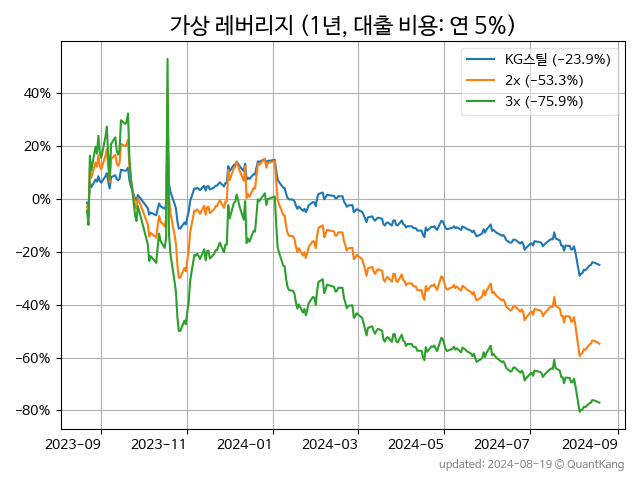 가상 레버리지 (1년, 대출 비용: 연 5%)
KG스틸 (-23.9%)
2x (-53.3%)
3x (-75.9%)
40%
20%
0%
-20%
-40%
-60%
-80%
2023-09 2023-11 2024-01 2024-03 2024-05 2024-07 2024-09
updated: 2024-08-19 © QuantKang